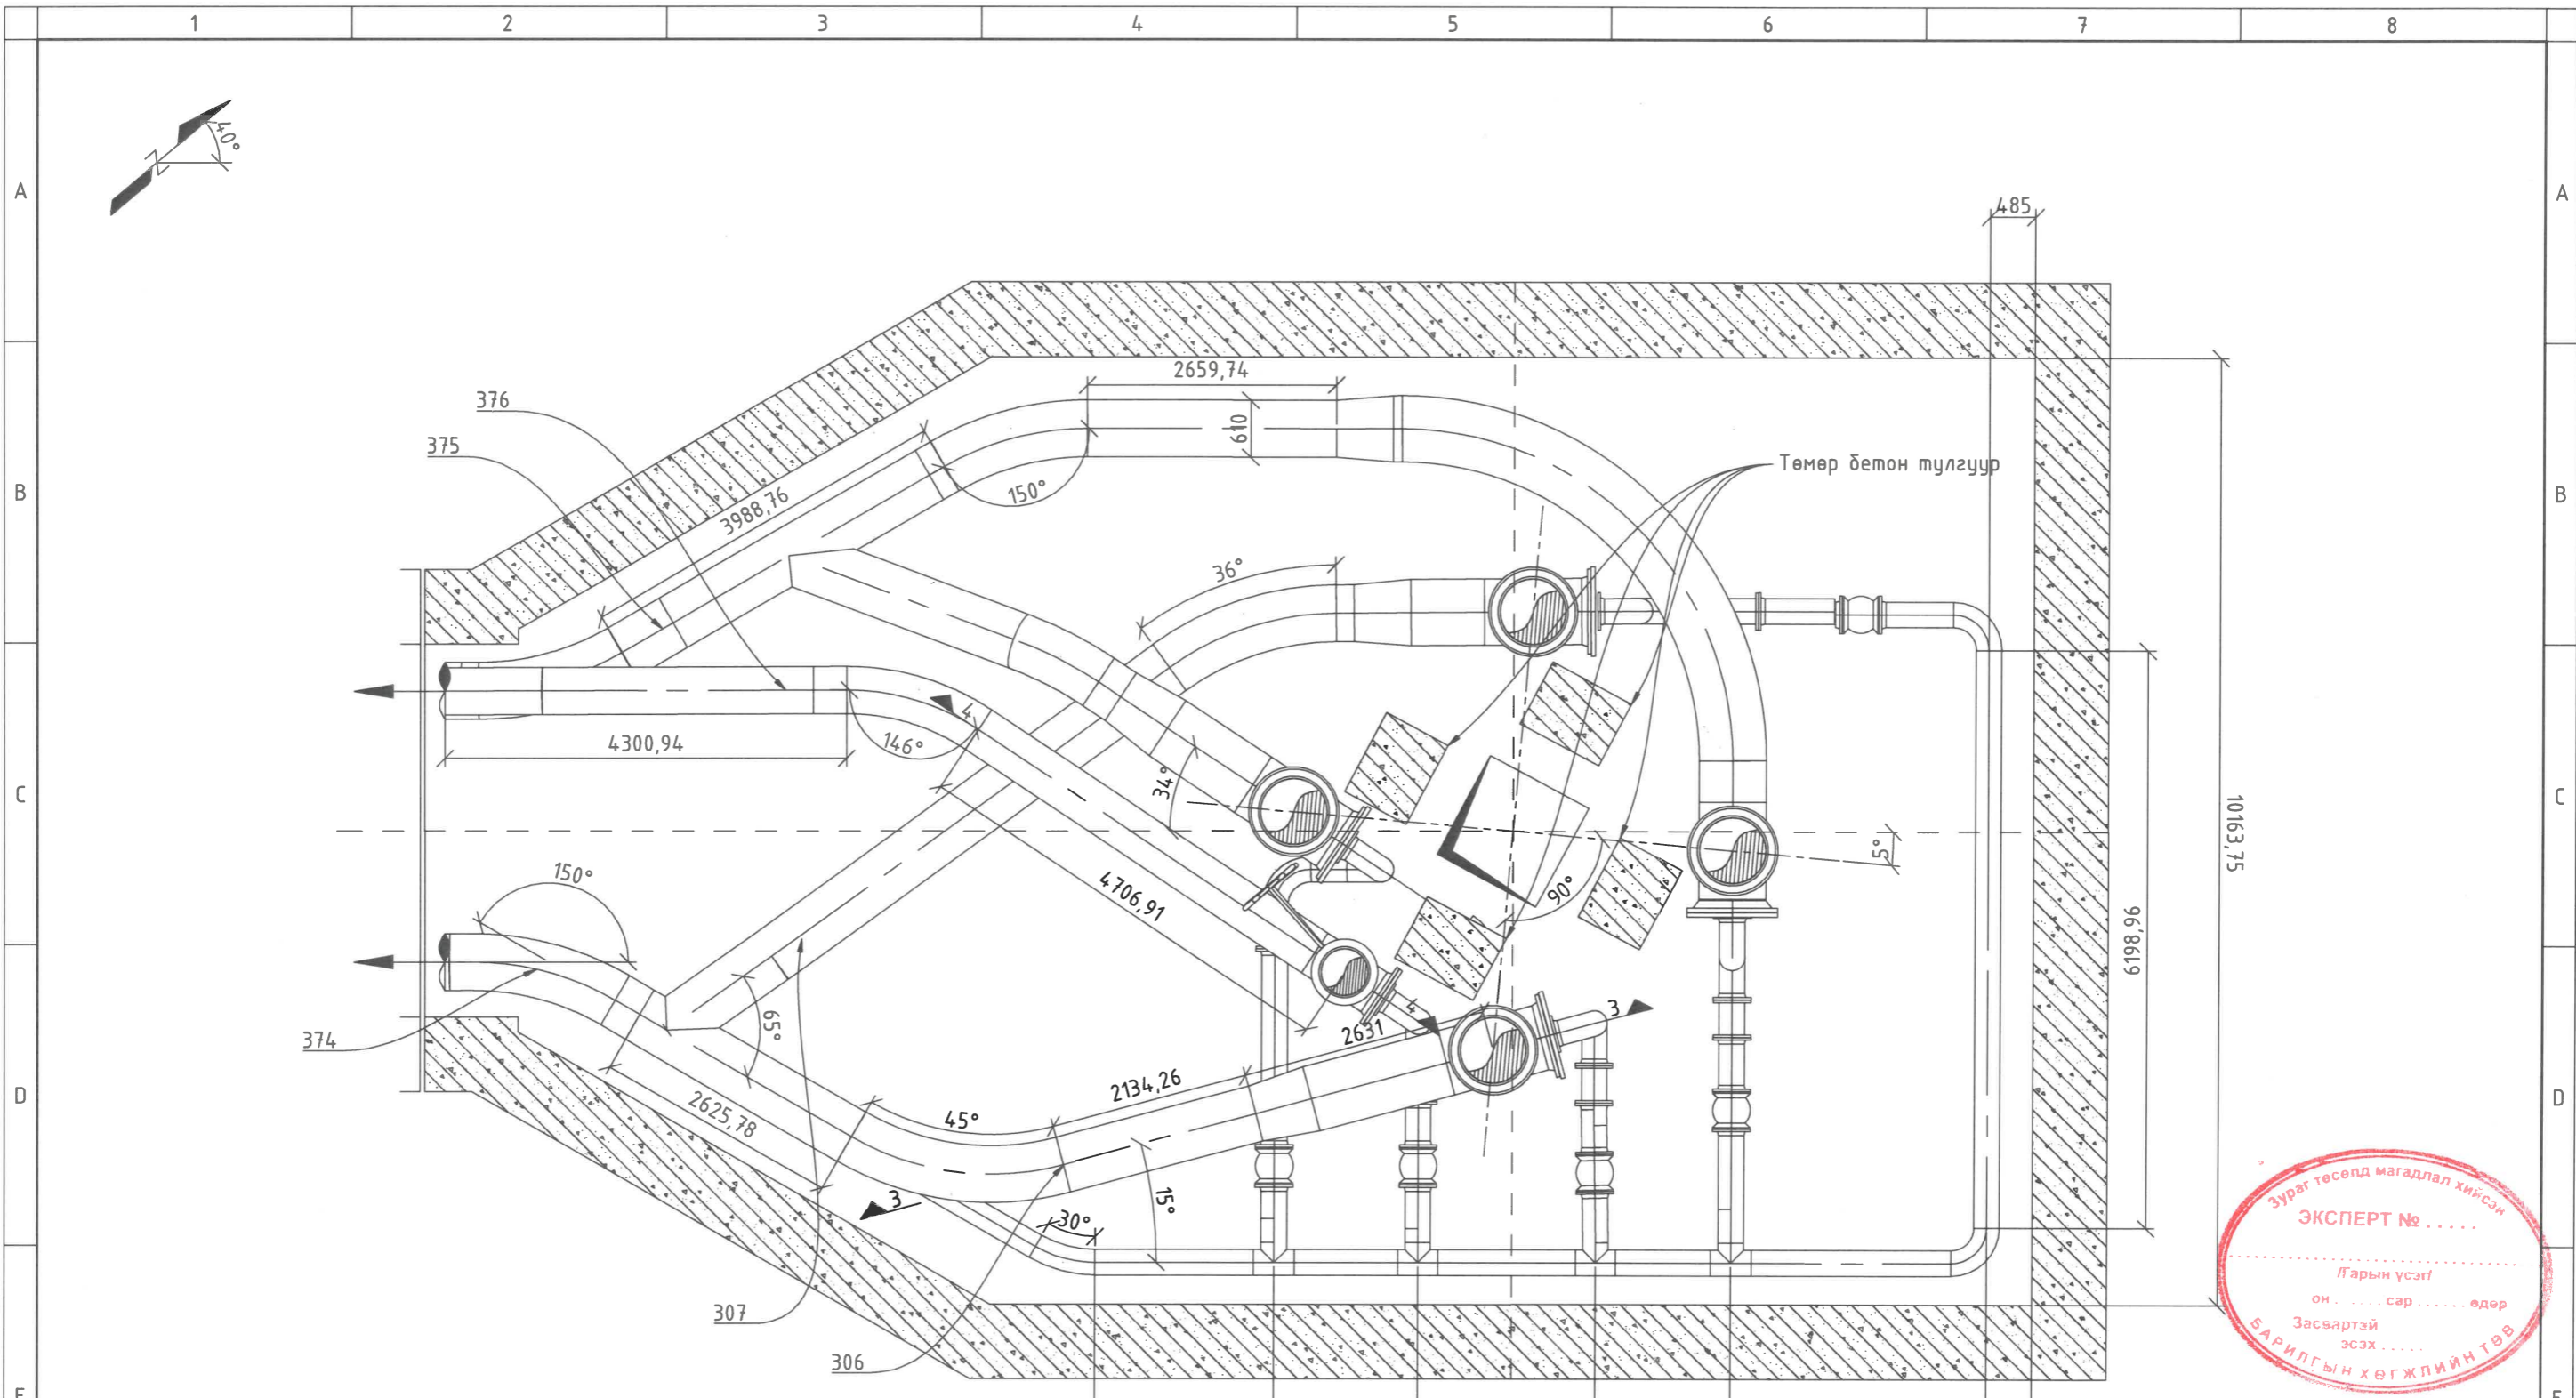 1 2 3 4 5 6 7 8
A A
B B
C C
D D
E E
40°
N
485
2659,74
610
376
375
3988,76
150°
Төмөр бетон тулгуур
36°
4300,94
146°
4
34°
4706,91
5°
10163,75
6198,96
90°
150°
374
65°
2625,78
45°
2134,26
2631
4
3
3
15°
30°
307
306
Зураг төсөлд магадлал хийсэн
ЭКСПЕРТ № .....
/Гарын үсэг/
он ...... сар ...... өдөр
Засвартай
эсэх .....
БАРИЛГЫН ХӨГЖЛИЙН ТӨВ